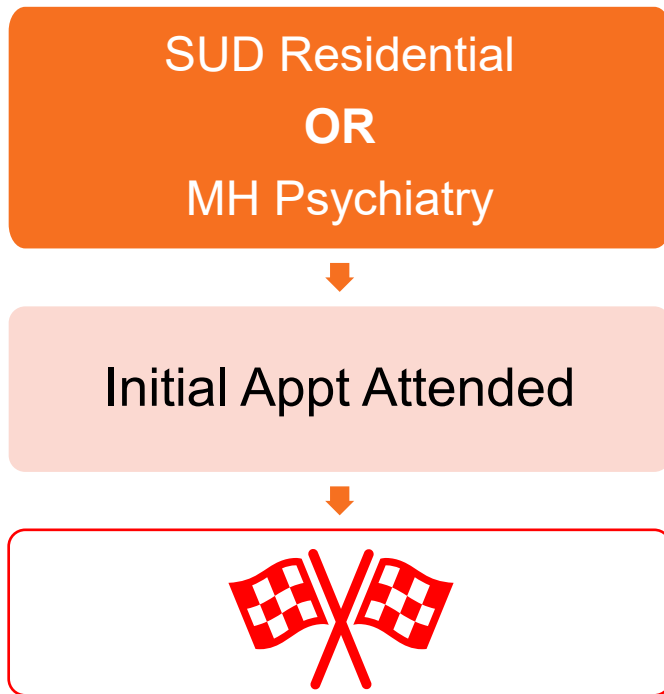 SUD Residential
OR
MH Psychiatry
Initial Appt Attended